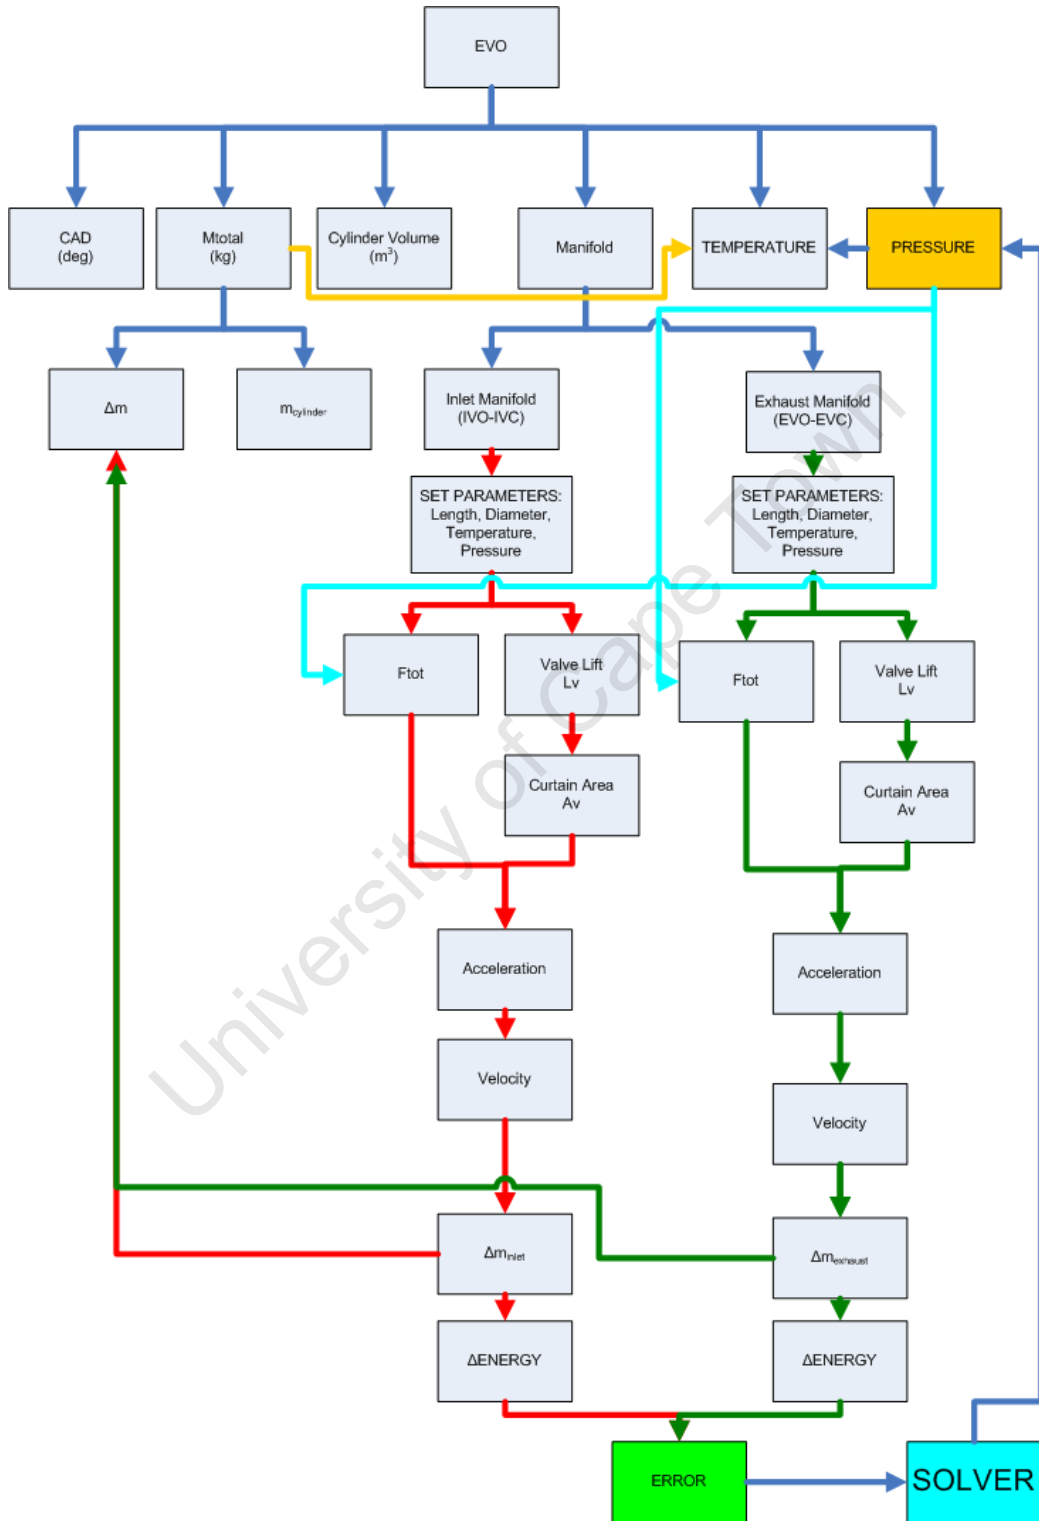 EVO
CAD
(deg)
Mtotal
(kg)
Cylinder Volume
(m³)
Manifold
TEMPERATURE
PRESSURE
Δm
m_cylinder
Inlet Manifold
(IVO-IVC)
Exhaust Manifold
(EVO-EVC)
SET PARAMETERS:
Length, Diameter,
Temperature,
Pressure
SET PARAMETERS:
Length, Diameter,
Temperature,
Pressure
Ftot
Valve Lift
Lv
Ftot
Valve Lift
Lv
Curtain Area
Av
Curtain Area
Av
Acceleration
Acceleration
Velocity
Velocity
Δm_inlet
Δm_exhaust
ΔENERGY
ΔENERGY
ERROR
SOLVER
University of Cape Town